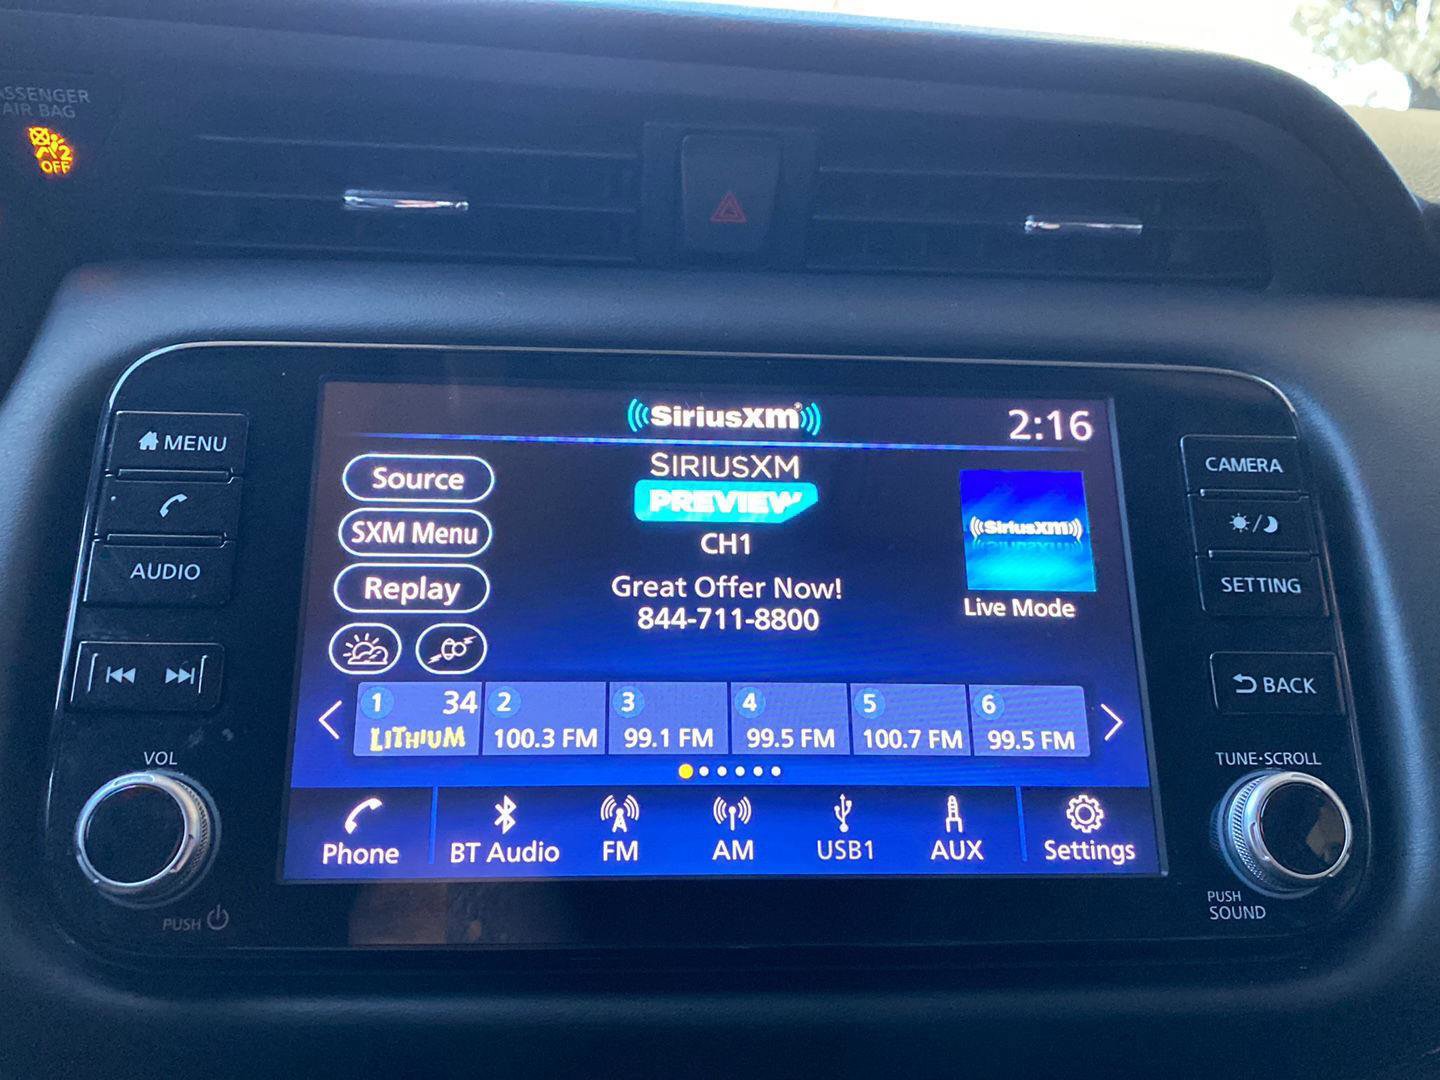 PASSENGER
AIR BAG
2
OFF
MENU
AUDIO
VOL
PUSH
SiriusXM
2:16
Source
SXM Menu
Replay
SIRIUSXM
PREVIEW
CH1
Great Offer Now!
844-711-8800
SiriusXM
Live Mode
1 34 LITHIUM
2 100.3 FM
3 99.1 FM
4 99.5 FM
5 100.7 FM
6 99.5 FM
Phone
BT Audio
FM
AM
USB1
AUX
Settings
CAMERA
SETTING
BACK
TUNE·SCROLL
PUSH
SOUND